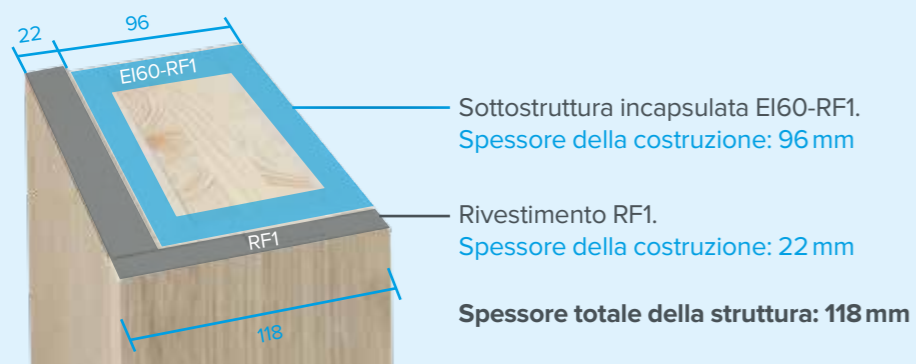 22
96
EI60-RF1
Sottostruttura incapsulata EI60-RF1.
Spessore della costruzione: 96 mm
RF1
Rivestimento RF1.
Spessore della costruzione: 22 mm
118
Spessore totale della struttura: 118 mm